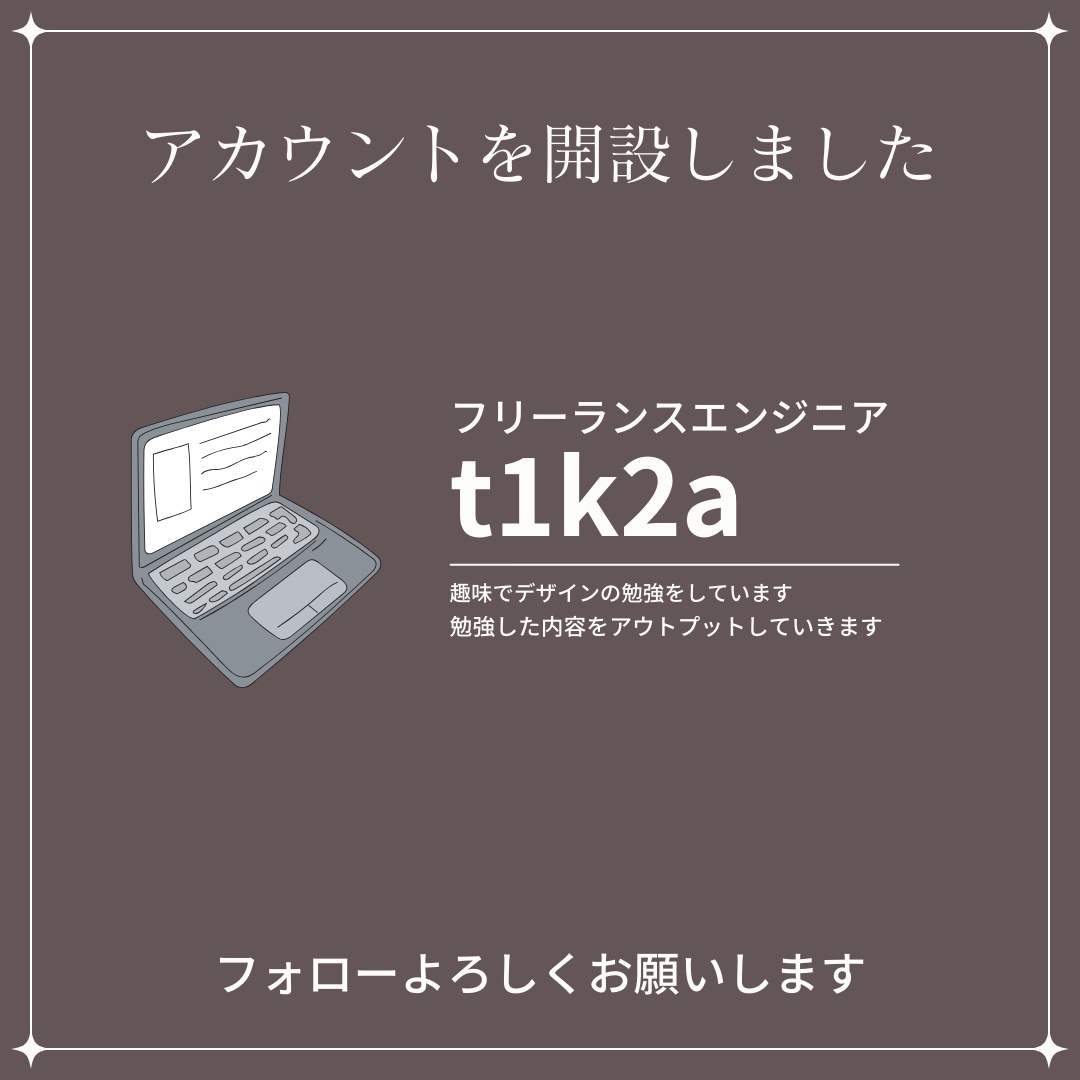 アカウントを開設しました
フリーランスエンジニア
t1k2a
趣味でデザインの勉強をしています
勉強した内容をアウトプットしていきます
フォローよろしくお願いします